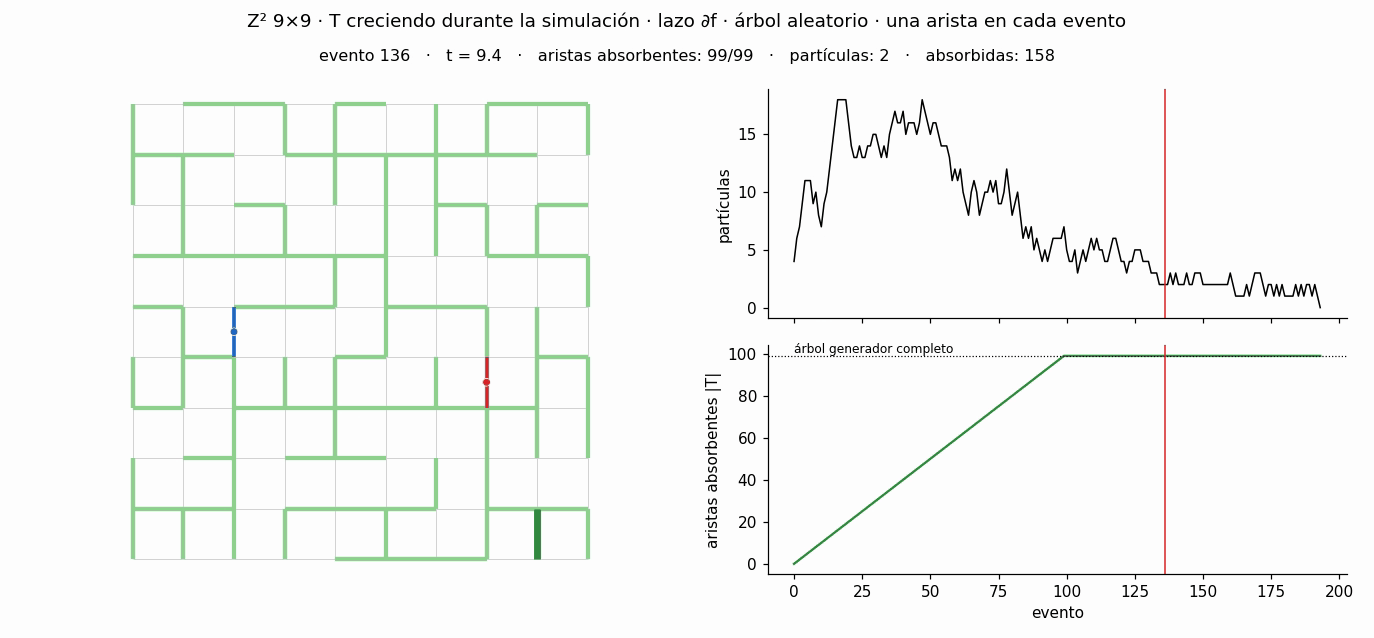 Z² 9×9 · T creciendo durante la simulación · lazo ∂f · árbol aleatorio · una arista en cada evento
evento 136 · t = 9.4 · aristas absorbentes: 99/99 · partículas: 2 · absorbidas: 158
15
10
5
0
partículas
árbol generador completo
100
80
60
40
20
0
aristas absorbentes |T|
0 25 50 75 100 125 150 175 200
evento